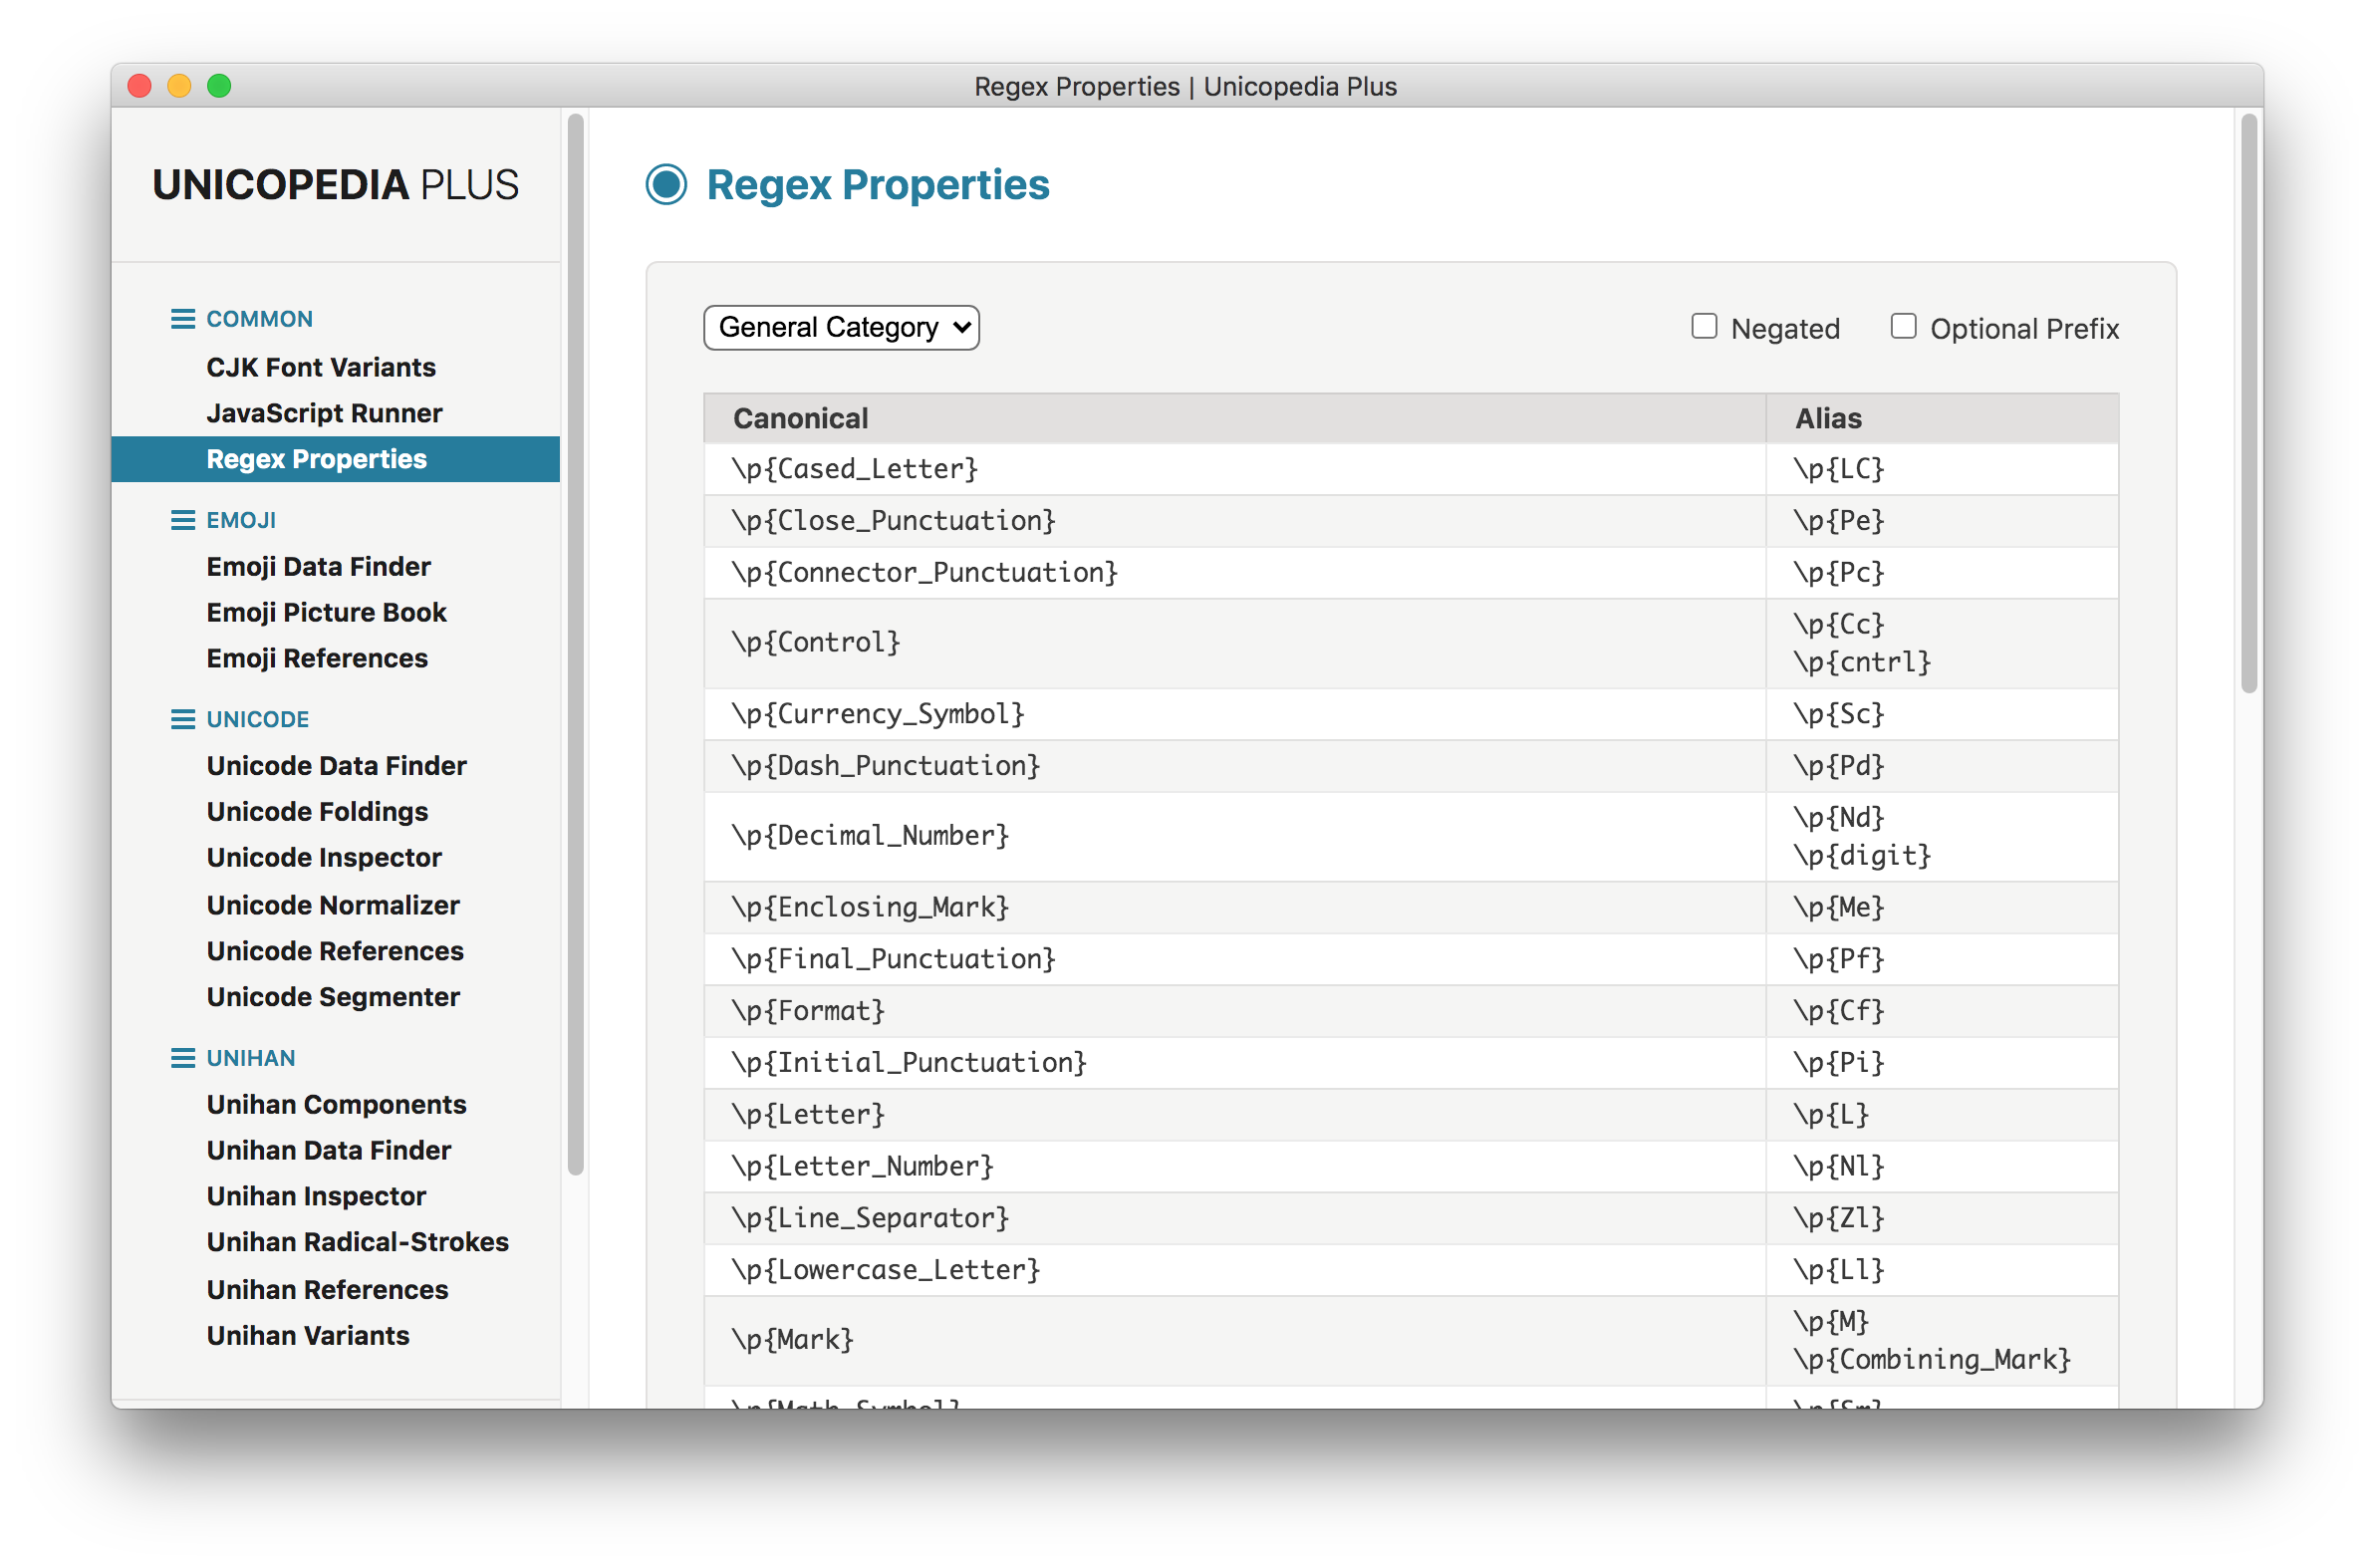 Regex Properties | Unicopedia Plus
UNICOPEDIA PLUS
COMMON
CJK Font Variants
JavaScript Runner
Regex Properties
EMOJI
Emoji Data Finder
Emoji Picture Book
Emoji References
UNICODE
Unicode Data Finder
Unicode Foldings
Unicode Inspector
Unicode Normalizer
Unicode References
Unicode Segmenter
UNIHAN
Unihan Components
Unihan Data Finder
Unihan Inspector
Unihan Radical-Strokes
Unihan References
Unihan Variants
Regex Properties
General Category
Negated
Optional Prefix
Canonical Alias
\p{Cased_Letter} \p{LC}
\p{Close_Punctuation} \p{Pe}
\p{Connector_Punctuation} \p{Pc}
\p{Control} \p{Cc}
\p{cntrl}
\p{Currency_Symbol} \p{Sc}
\p{Dash_Punctuation} \p{Pd}
\p{Decimal_Number} \p{Nd}
\p{digit}
\p{Enclosing_Mark} \p{Me}
\p{Final_Punctuation} \p{Pf}
\p{Format} \p{Cf}
\p{Initial_Punctuation} \p{Pi}
\p{Letter} \p{L}
\p{Letter_Number} \p{Nl}
\p{Line_Separator} \p{Zl}
\p{Lowercase_Letter} \p{Ll}
\p{Mark} \p{M}
\p{Combining_Mark}
\p{Math_Symbol} \p{Sm}